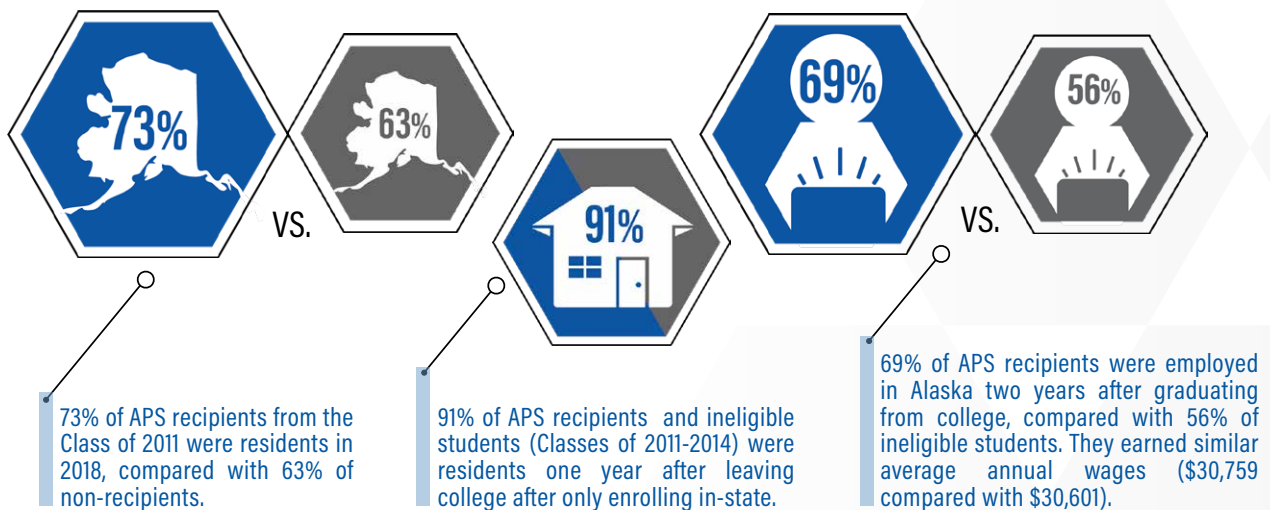 73%
VS.
63%
91%
69%
VS.
56%
73% of APS recipients from the
Class of 2011 were residents in
2018, compared with 63% of
non-recipients.
91% of APS recipients and ineligible
students (Classes of 2011-2014) were
residents one year after leaving
college after only enrolling in-state.
69% of APS recipients were employed
in Alaska two years after graduating
from college, compared with 56% of
ineligible students. They earned similar
average annual wages ($30,759
compared with $30,601).